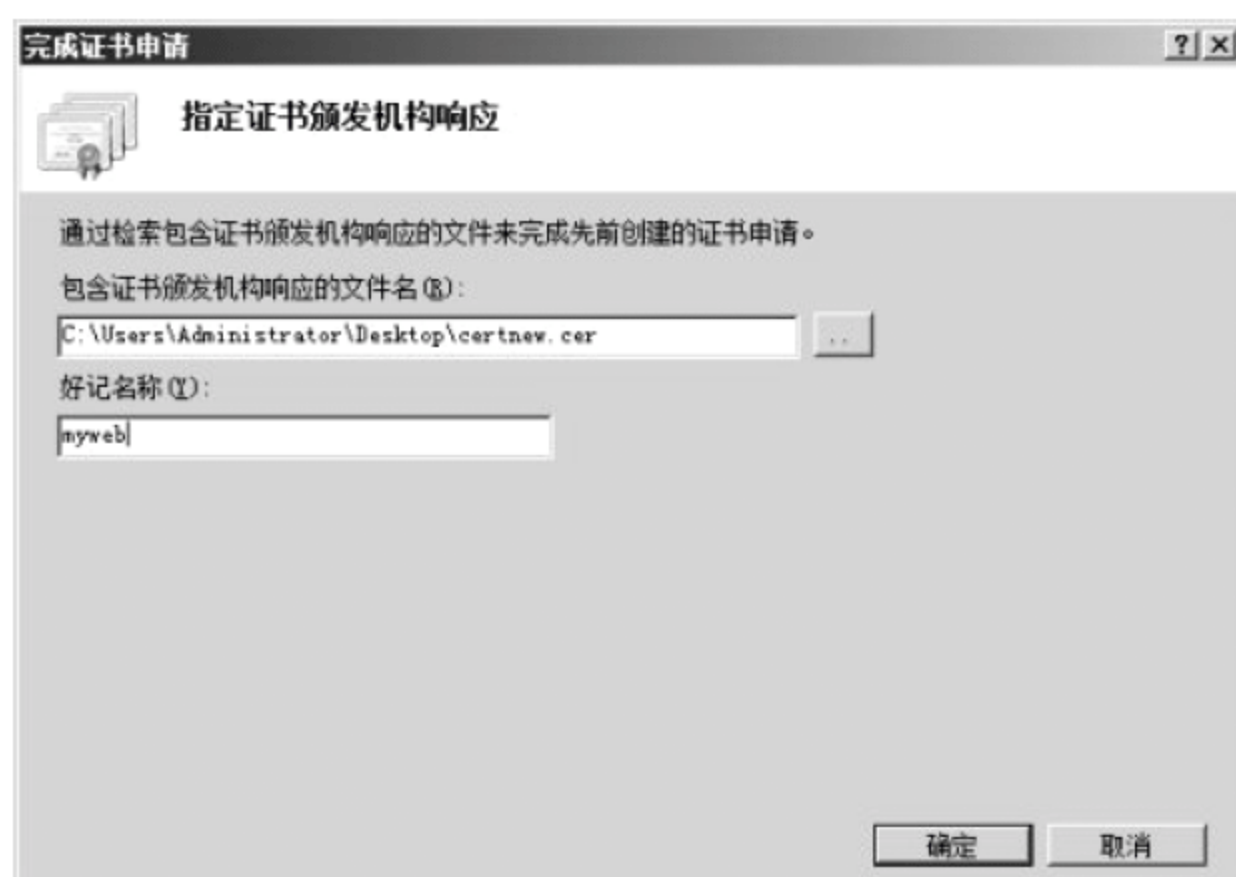 完成证书申请
指定证书颁发机构响应
通过检索包含证书颁发机构响应的文件来完成先前创建的证书申请。
包含证书颁发机构响应的文件名(R):
C:\Users\Administrator\Desktop\certnew.cer
..
好记名称(Y):
myweb
确定 取消